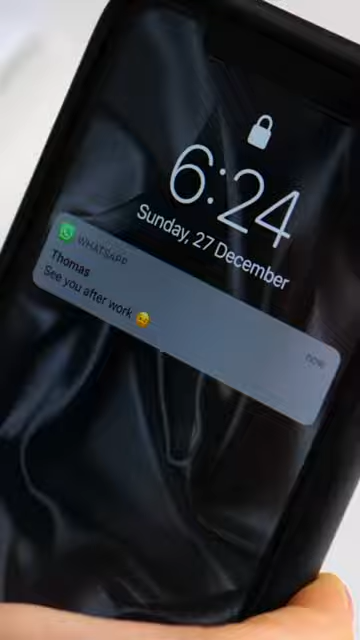 6:24
Sunday, 27 December
WHATSAPP
now
Thomas
See you after work 😉